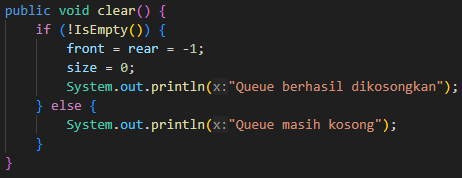 public void clear() {
    if (!IsEmpty()) {
        front = rear = -1;
        size = 0;
        System.out.println(x:"Queue berhasil dikosongkan");
    } else {
        System.out.println(x:"Queue masih kosong");
    }
}